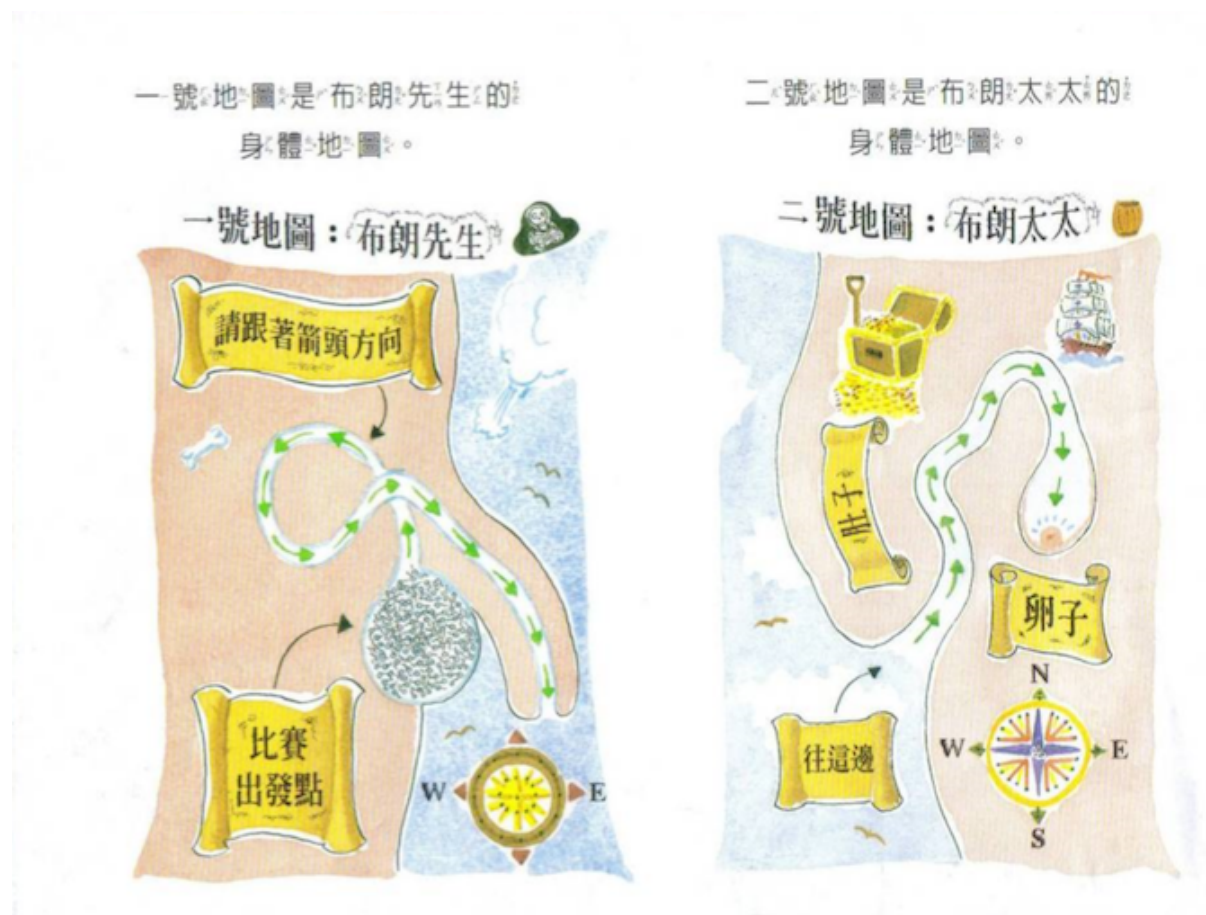 一號地圖是布朗先生的
身體地圖。
一號地圖：布朗先生
請跟著箭頭方向
比賽
出發點
W
E
二號地圖是布朗太太的
身體地圖。
二號地圖：布朗太太
肚子
卵子
往這邊
N
W
E
S